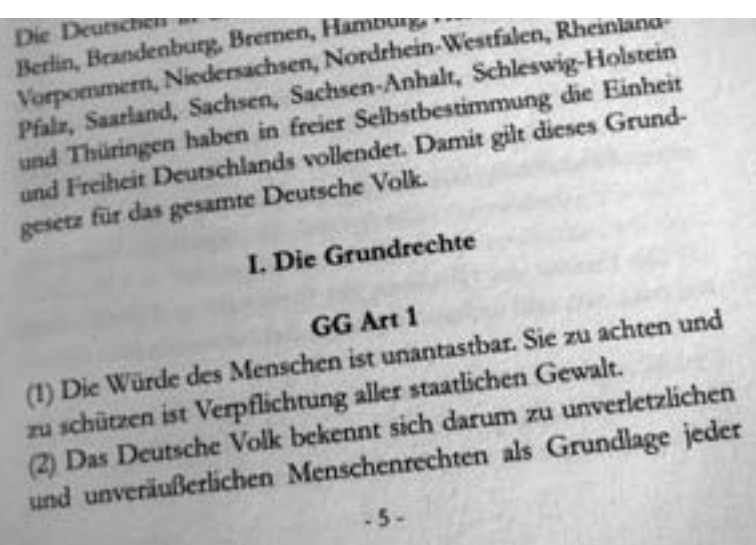 Die Deutschen in
Berlin, Brandenburg, Bremen, Hamburg,
Vorpommern, Niedersachsen, Nordrhein-Westfalen, Rheinland-
Pfalz, Saarland, Sachsen, Sachsen-Anhalt, Schleswig-Holstein
und Thüringen haben in freier Selbstbestimmung die Einheit
und Freiheit Deutschlands vollendet. Damit gilt dieses Grund-
gesetz für das gesamte Deutsche Volk.
I. Die Grundrechte
GG Art 1
(1) Die Würde des Menschen ist unantastbar. Sie zu achten und
zu schützen ist Verpflichtung aller staatlichen Gewalt.
(2) Das Deutsche Volk bekennt sich darum zu unverletzlichen
und unveräußerlichen Menschenrechten als Grundlage jeder
- 5 -